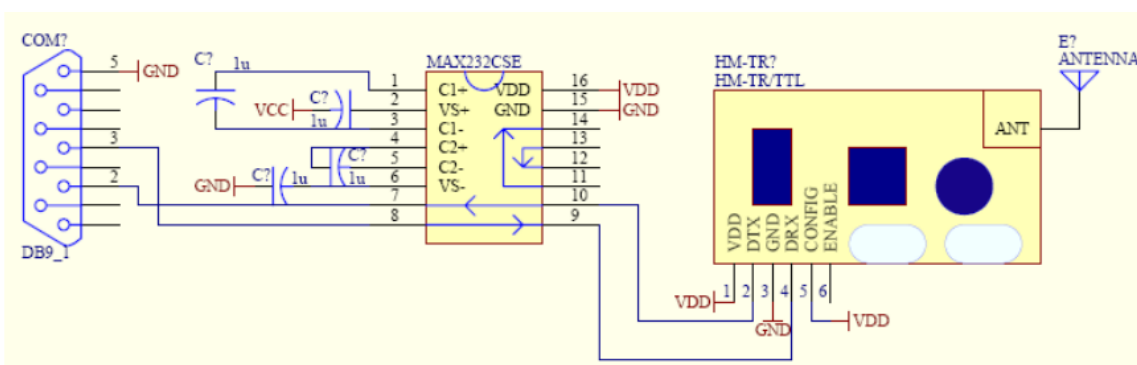 COM?
5
GND
3
2
DB9_1
C?
1u
VCC
C?
1u
C?
GND
C?
1u
MAX232CSE
1
2
3
4
5
6
7
8
C1+
VS+
C1-
C2+
C2-
VS-
VDD
GND
16
15
14
13
12
11
10
9
VDD
GND
HM-TR?
HM-TR/TTL
VDD
DTX
GND
DRX
CONFIG
ENABLE
1
2
3
4
5
6
VDD
GND
VDD
ANT
E?
ANTENNA